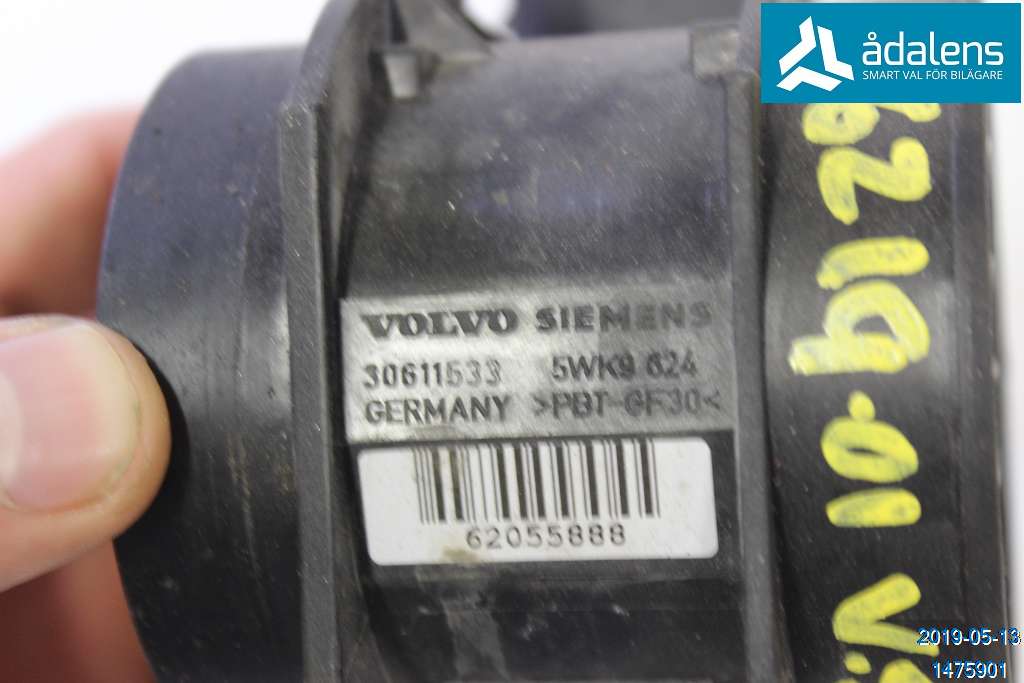 ådalens
SMART VAL FÖR BILÄGARE
VOLVO SIEMENS
30611533 5WK9 624
GERMANY >PBT-GF30<
62055888
2019-05-13
1475901